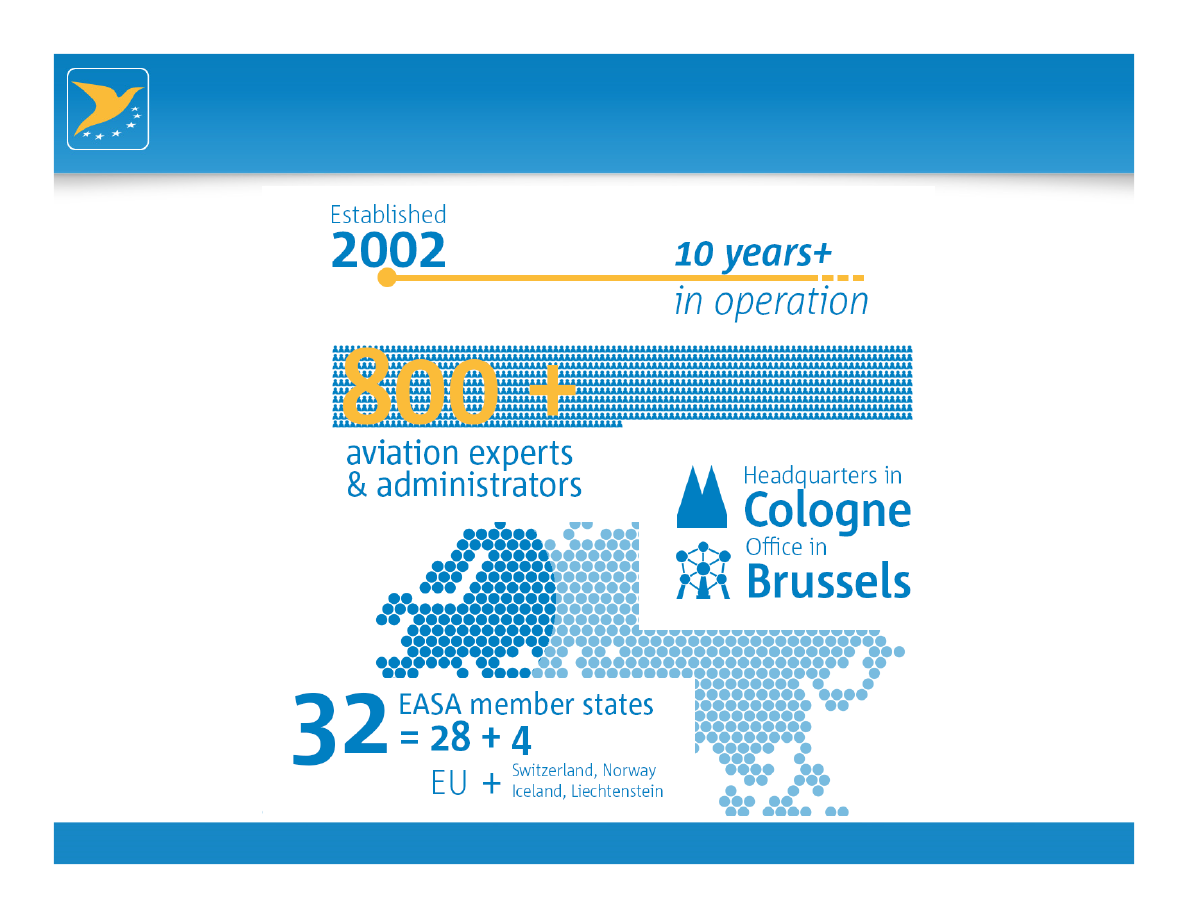 Established
2002
10 years+
in operation
800 +
aviation experts
& administrators
Headquarters in
Cologne
Office in
Brussels
32 EASA member states
= 28 + 4
EU + Switzerland, Norway
Iceland, Liechtenstein